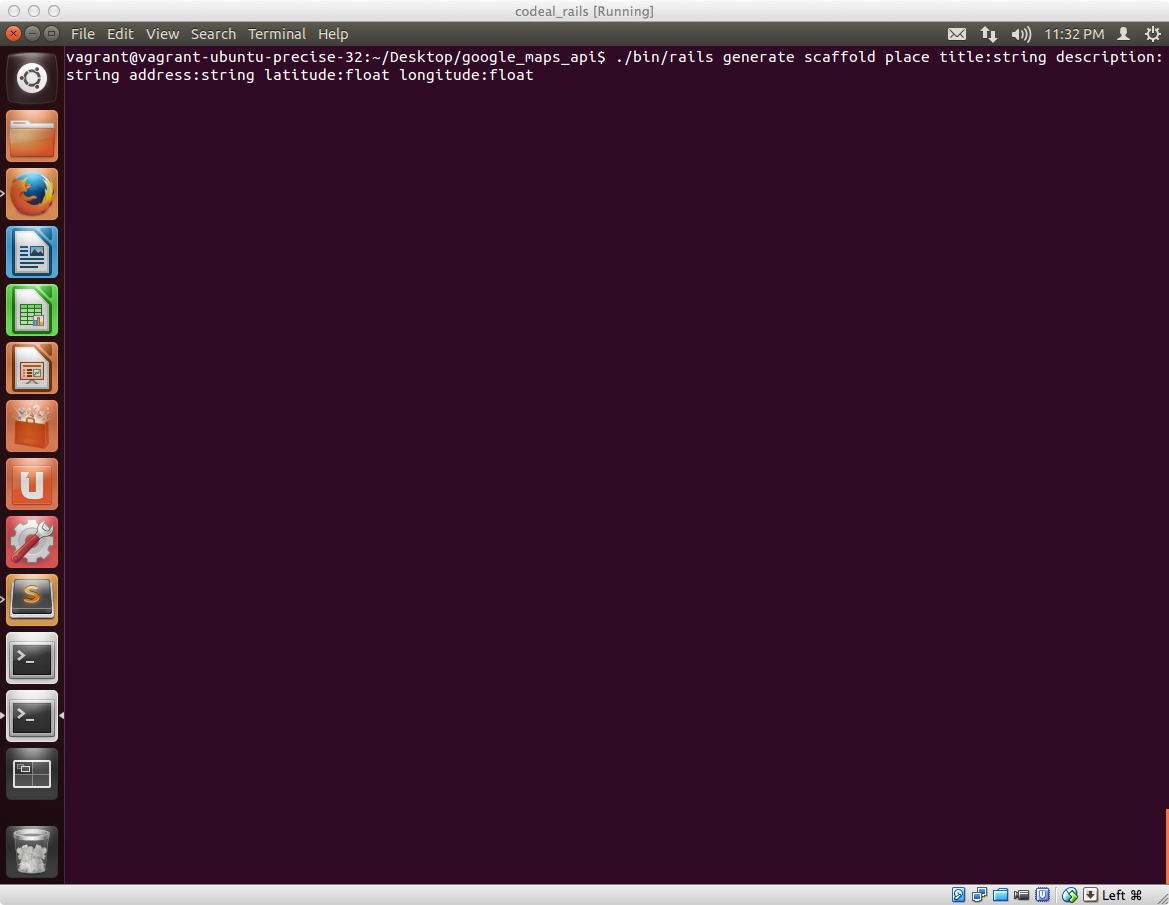 codeal_rails [Running]
File Edit View Search Terminal Help 11:32 PM
vagrant@vagrant-ubuntu-precise-32:~/Desktop/google_maps_api$ ./bin/rails generate scaffold place title:string description:
string address:string latitude:float longitude:float
Left ⌘